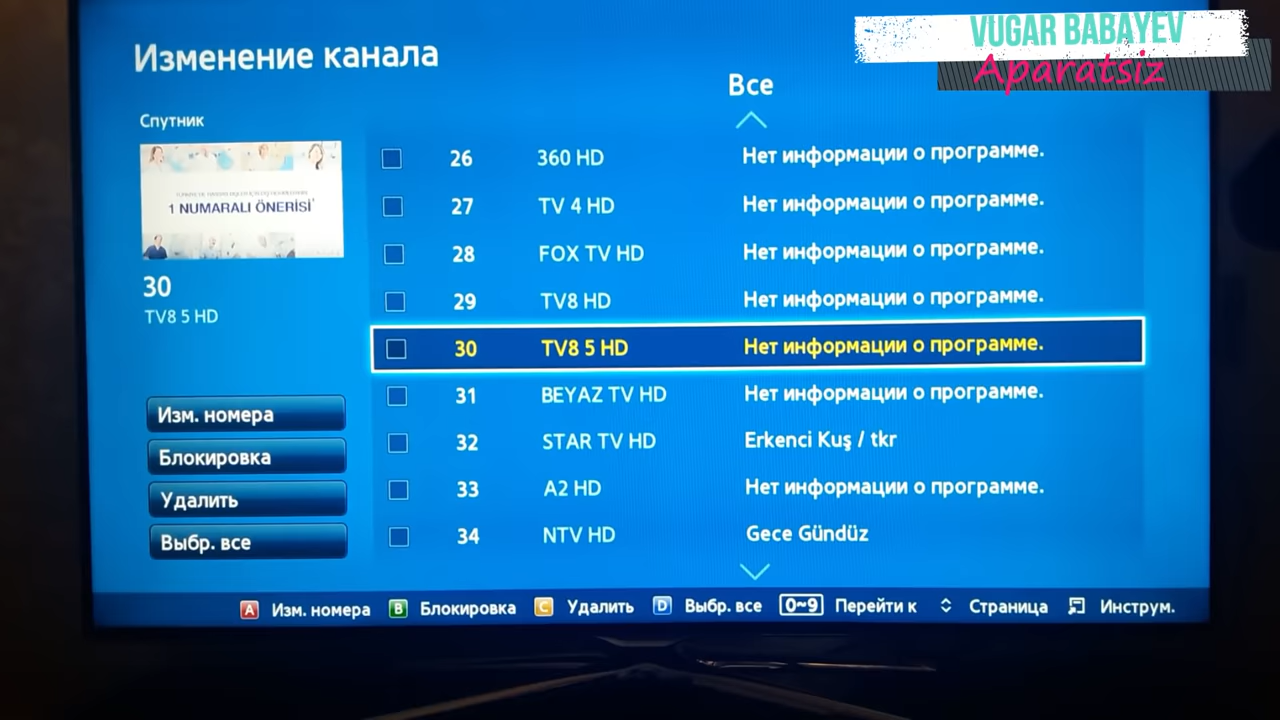 VUGAR BABAYEV
Aparatsiz
Изменение канала
Все
Спутник
1 NUMARALI ÖNERİSİ
30
TV8 5 HD
Изм. номера
Блокировка
Удалить
Выбр. все
26 360 HD Нет информации о программе.
27 TV 4 HD Нет информации о программе.
28 FOX TV HD Нет информации о программе.
29 TV8 HD Нет информации о программе.
30 TV8 5 HD Нет информации о программе.
31 BEYAZ TV HD Нет информации о программе.
32 STAR TV HD Erkenci Kuş / tkr
33 A2 HD Нет информации о программе.
34 NTV HD Gece Gündüz
A Изм. номера B Блокировка C Удалить D Выбр. все 0~9 Перейти к Страница Инструм.